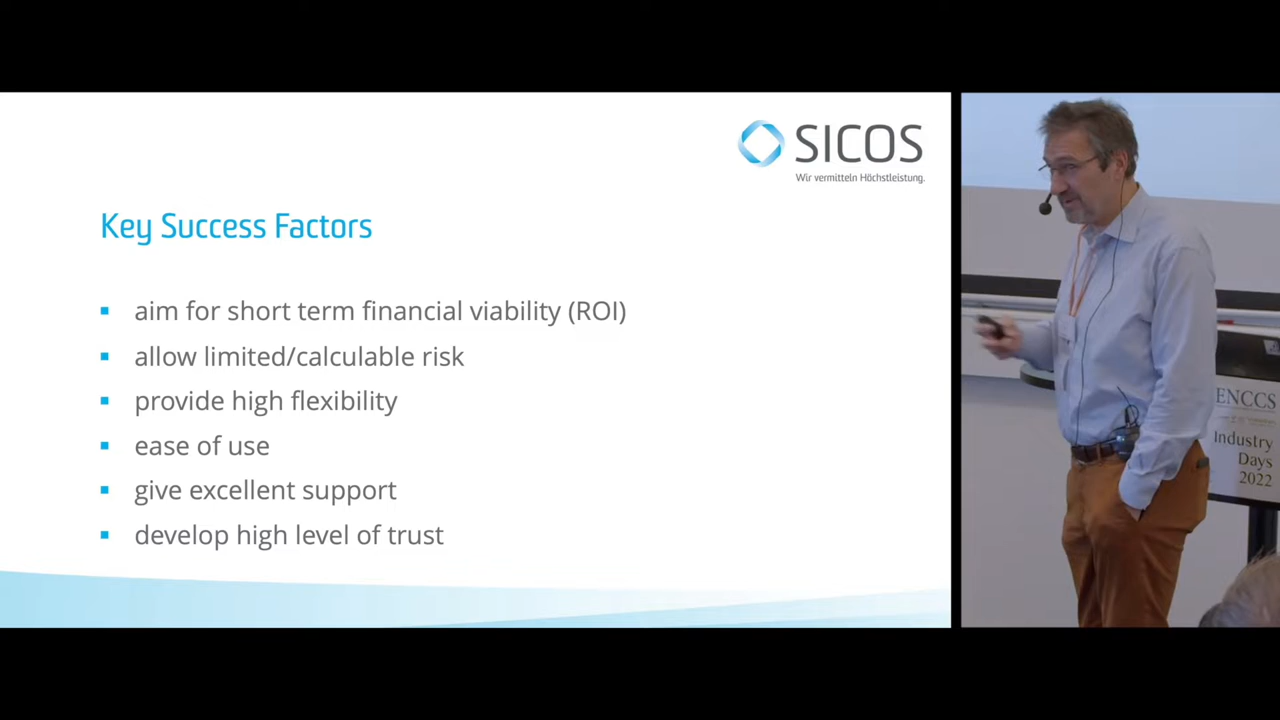 SICOS
Wir vermitteln Höchstleistung.
Key Success Factors
▪ aim for short term financial viability (ROI)
▪ allow limited/calculable risk
▪ provide high flexibility
▪ ease of use
▪ give excellent support
▪ develop high level of trust
ENCCS
Industry
Days
2022